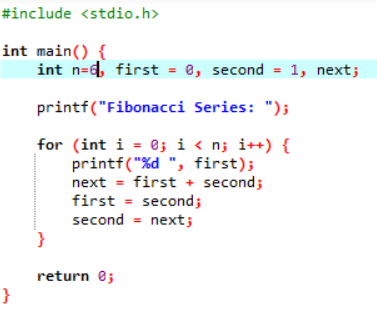 #include <stdio.h>
int main() {
    int n=6, first = 0, second = 1, next;
    printf("Fibonacci Series: ");
    for (int i = 0; i < n; i++) {
        printf("%d ", first);
        next = first + second;
        first = second;
        second = next;
    }
    return 0;
}